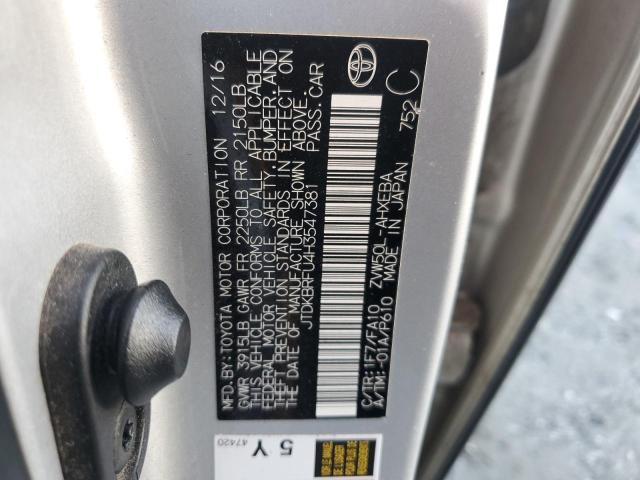 MFD.BY:TOYOTA MOTOR CORPORATION 12/16
GVWR 3915LB GAWR FR 2250LB RR 2150LB
THIS VEHICLE CONFORMS TO ALL APPLICABLE
FEDERAL MOTOR VEHICLE SAFETY,BUMPER,AND
THEFT PREVENTION STANDARDS IN EFFECT ON
THE DATE OF MANUFACTURE SHOWN ABOVE.
JTDKBRFU4H3547381 PASS.CAR
C/TR:1F7/FA10 ZVW50L-AHXEBA
A/TM:-01A/P610 MADE IN JAPAN 752
C
5 Y
47420